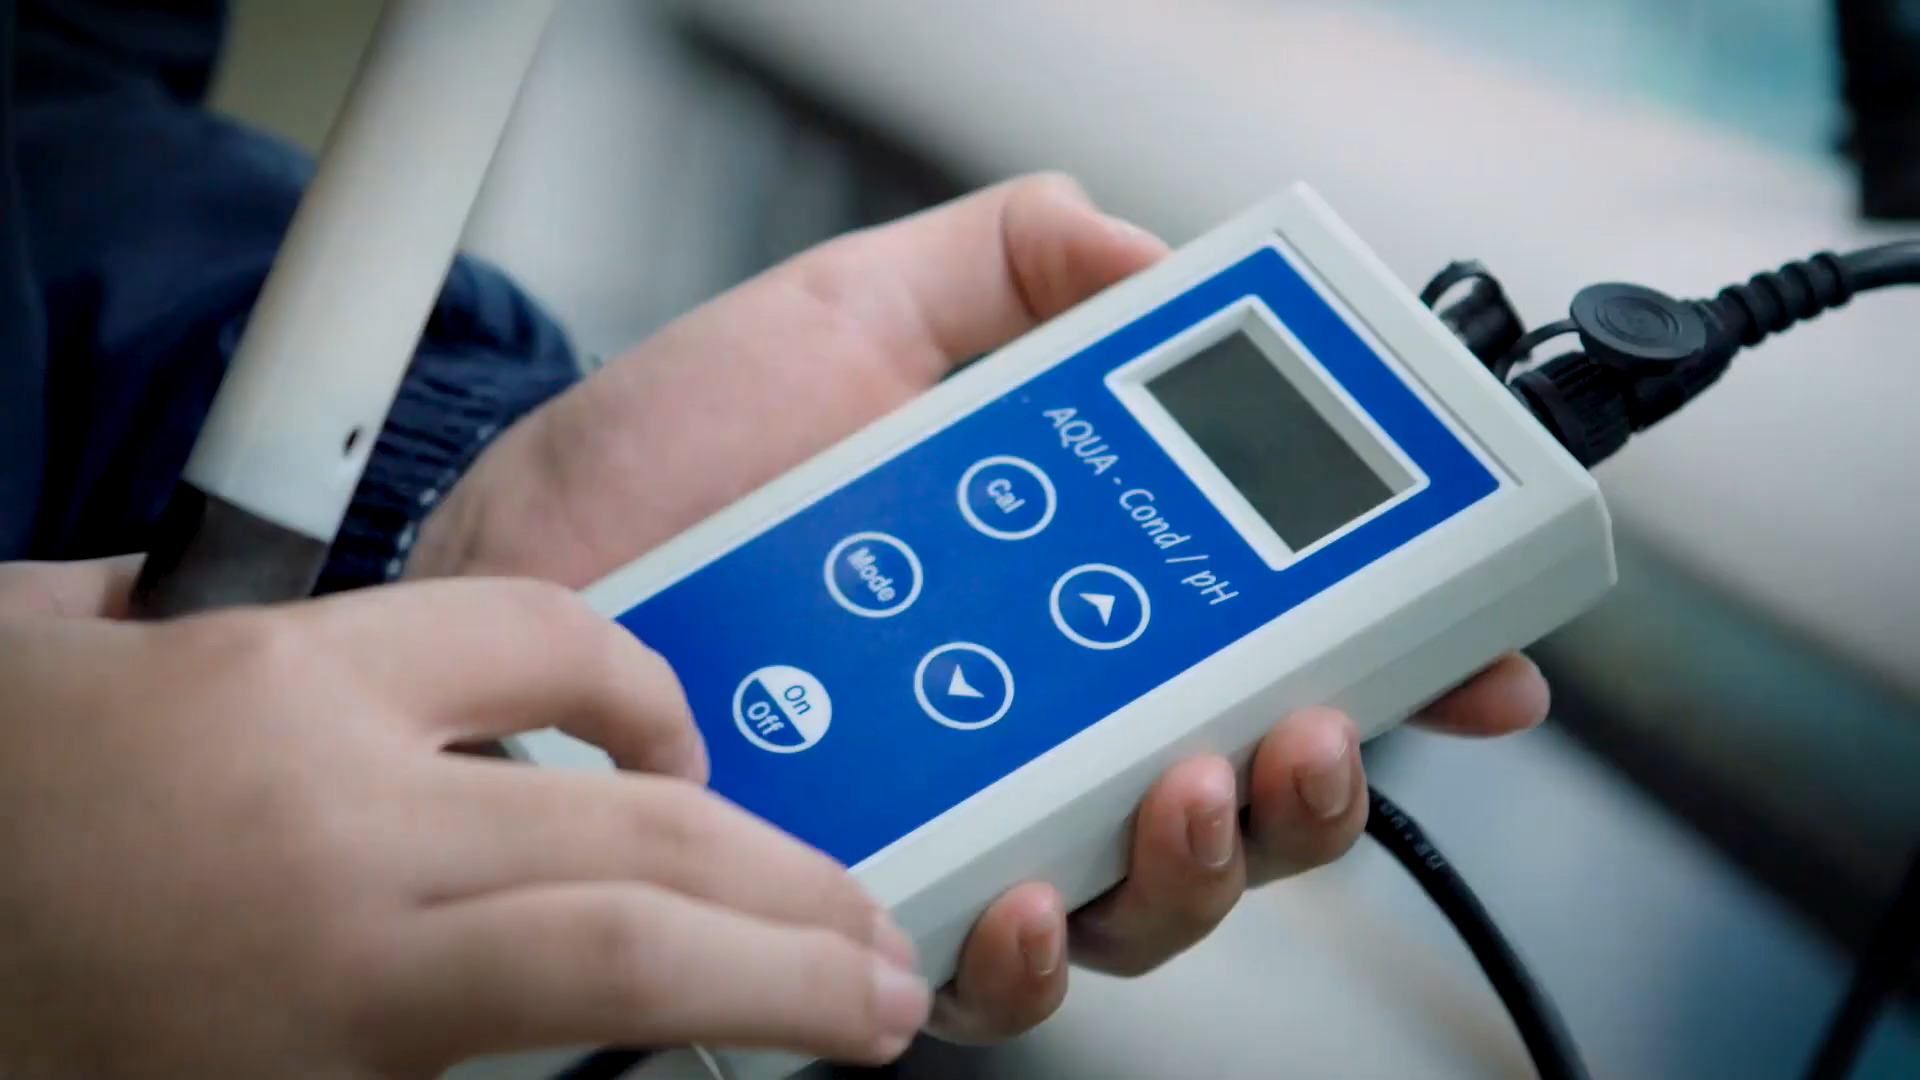 AQUA - Cond / pH
Cal
Mode
On
Off